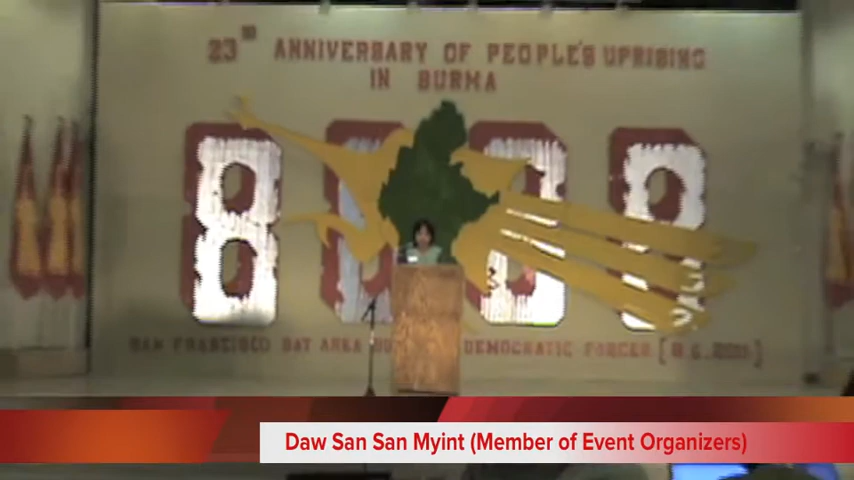 23RD ANNIVERSARY OF PEOPLE'S UPRISING
IN BURMA
8888
SAN FRANCISCO BAY AREA DEMOCRATIC FORCES
Daw San San Myint (Member of Event Organizers)